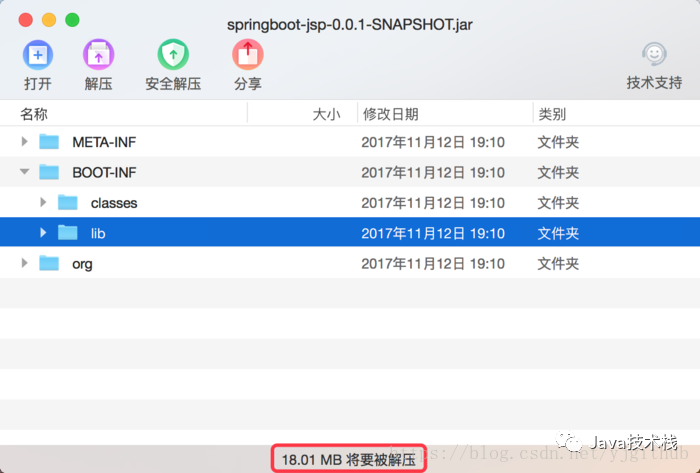 springboot-jsp-0.0.1-SNAPSHOT.jar
打开 解压 安全解压 分享 技术支持
名称 大小 修改日期 类别
META-INF 2017年11月12日 19:10 文件夹
BOOT-INF 2017年11月12日 19:10 文件夹
classes 2017年11月12日 19:10 文件夹
lib 2017年11月12日 19:10 文件夹
org 2017年11月12日 19:10 文件夹
Java技术栈
18.01 MB 将要被解压 https://blog.csdn.net/yjgithub